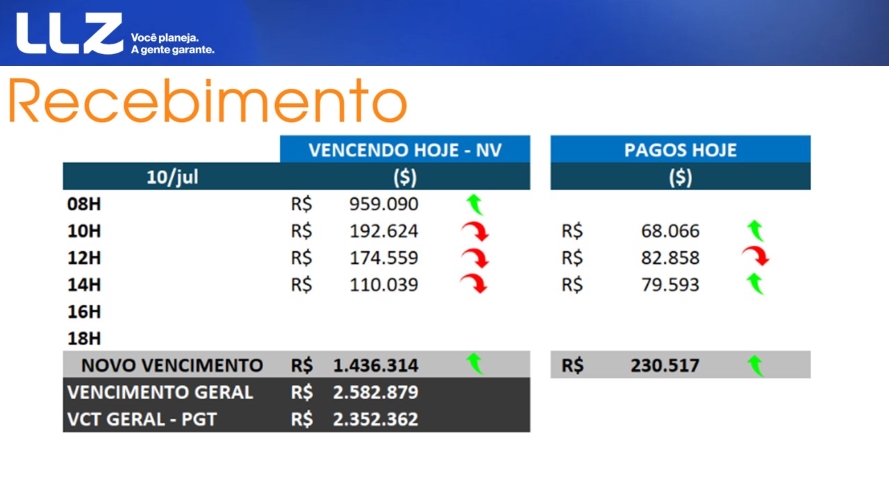 LLZ Você planeja.
A gente garante.
Recebimento
VENCENDO HOJE - NV PAGOS HOJE
10/jul ($) ($)
08H R$ 959.090
10H R$ 192.624 R$ 68.066
12H R$ 174.559 R$ 82.858
14H R$ 110.039 R$ 79.593
16H
18H
NOVO VENCIMENTO R$ 1.436.314 R$ 230.517
VENCIMENTO GERAL R$ 2.582.879
VCT GERAL - PGT R$ 2.352.362